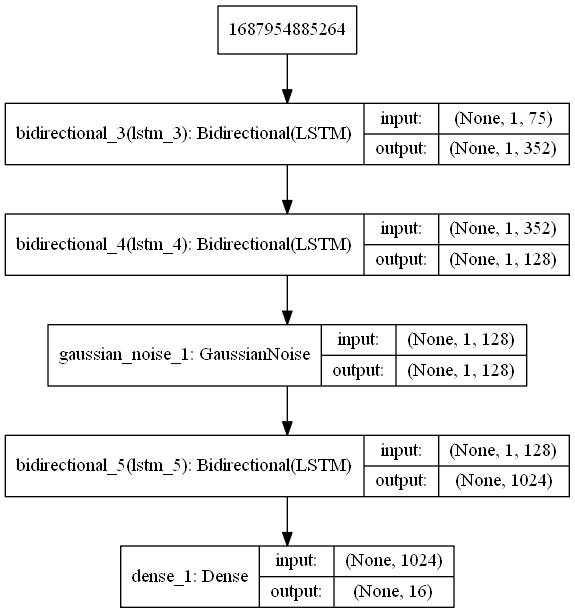 1687954885264
bidirectional_3(lstm_3): Bidirectional(LSTM)
input: (None, 1, 75)
output: (None, 1, 352)
bidirectional_4(lstm_4): Bidirectional(LSTM)
input: (None, 1, 352)
output: (None, 1, 128)
gaussian_noise_1: GaussianNoise
input: (None, 1, 128)
output: (None, 1, 128)
bidirectional_5(lstm_5): Bidirectional(LSTM)
input: (None, 1, 128)
output: (None, 1024)
dense_1: Dense
input: (None, 1024)
output: (None, 16)